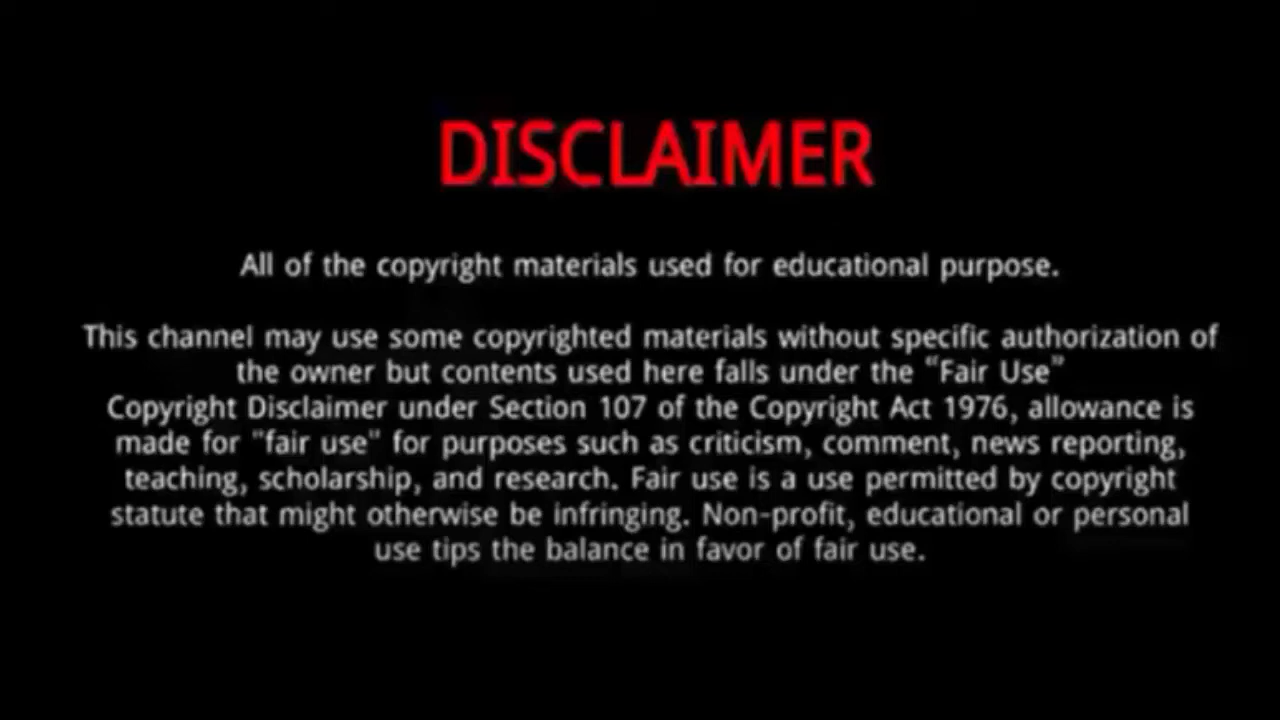 DISCLAIMER
All of the copyright materials used for educational purpose.
This channel may use some copyrighted materials without specific authorization of
the owner but contents used here falls under the “Fair Use”
Copyright Disclaimer under Section 107 of the Copyright Act 1976, allowance is
made for "fair use" for purposes such as criticism, comment, news reporting,
teaching, scholarship, and research. Fair use is a use permitted by copyright
statute that might otherwise be infringing. Non-profit, educational or personal
use tips the balance in favor of fair use.